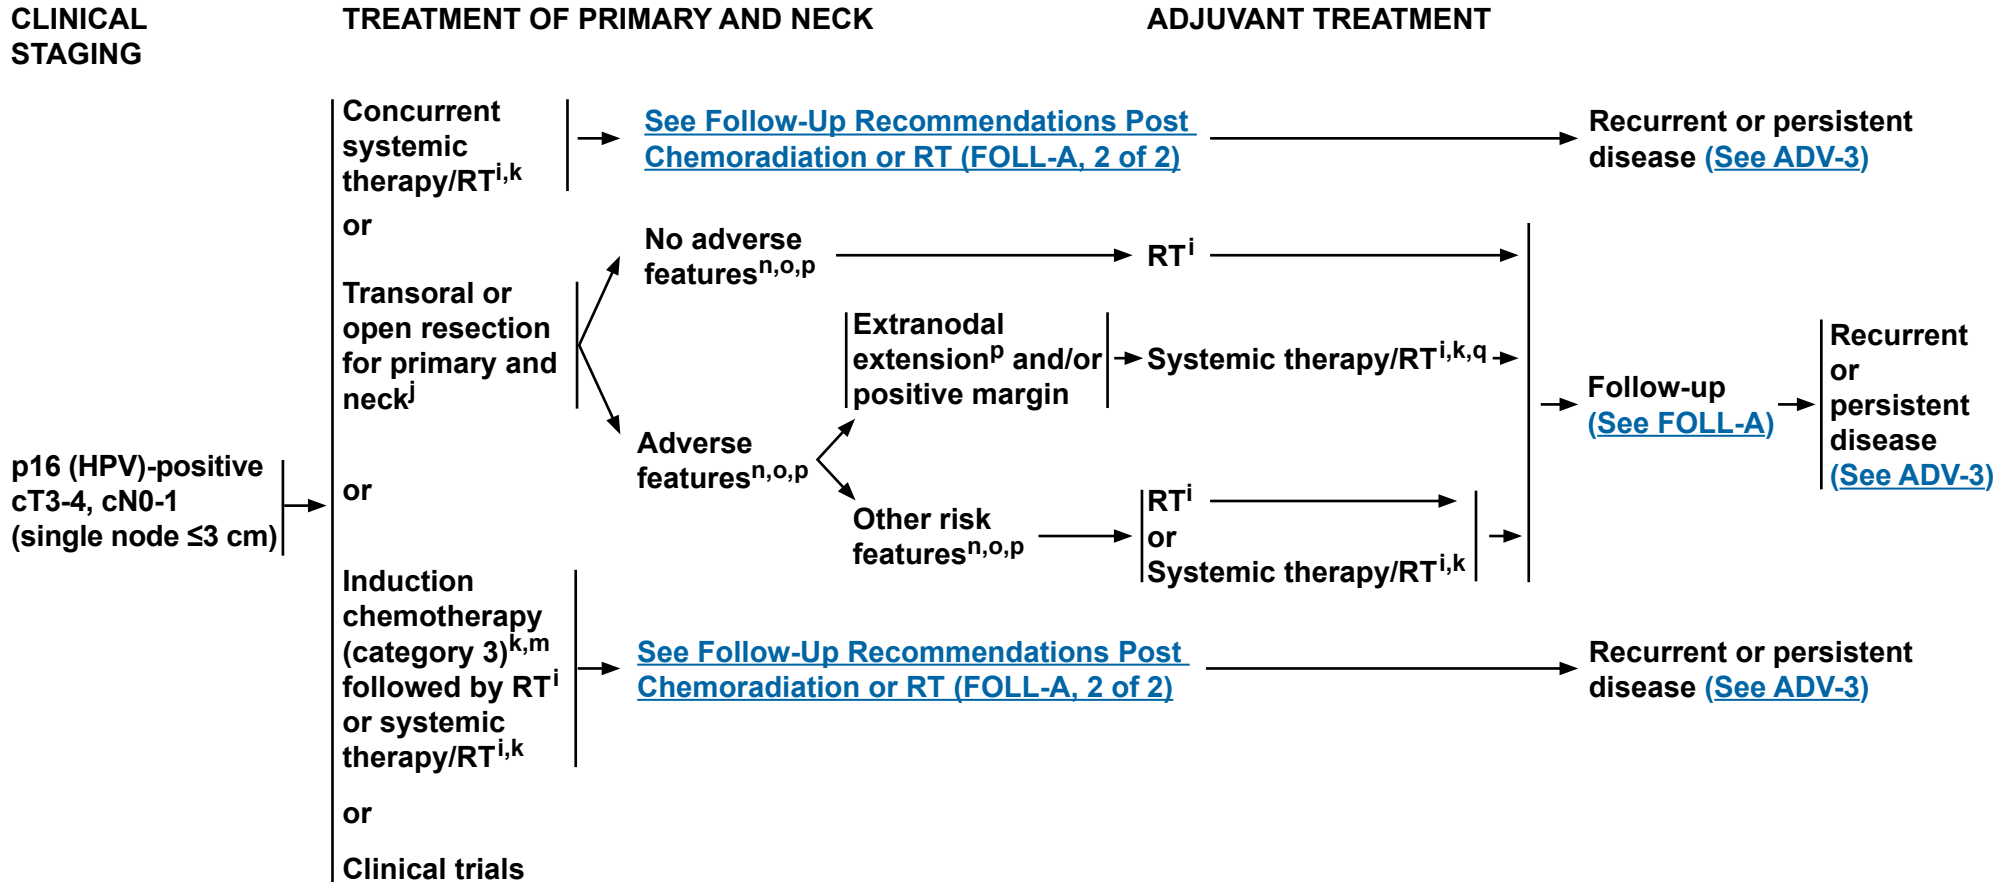 CLINICAL
STAGING
TREATMENT OF PRIMARY AND NECK
ADJUVANT TREATMENT
p16 (HPV)-positive
cT3-4, cN0-1
(single node ≤3 cm)
Concurrent
systemic
therapy/RTi,k
See Follow-Up Recommendations Post
Chemoradiation or RT (FOLL-A, 2 of 2)
Recurrent or persistent
disease (See ADV-3)
or
Transoral or
open resection
for primary and
neckj
No adverse
featuresn,o,p
RTi
Adverse
featuresn,o,p
Extranodal
extensionp and/or
positive margin
Systemic therapy/RTi,k,q
Other risk
featuresn,o,p
RTi
or
Systemic therapy/RTi,k
Follow-up
(See FOLL-A)
Recurrent
or
persistent
disease
(See ADV-3)
or
Induction
chemotherapy
(category 3)k,m
followed by RTi
or systemic
therapy/RTi,k
See Follow-Up Recommendations Post
Chemoradiation or RT (FOLL-A, 2 of 2)
Recurrent or persistent
disease (See ADV-3)
or
Clinical trials